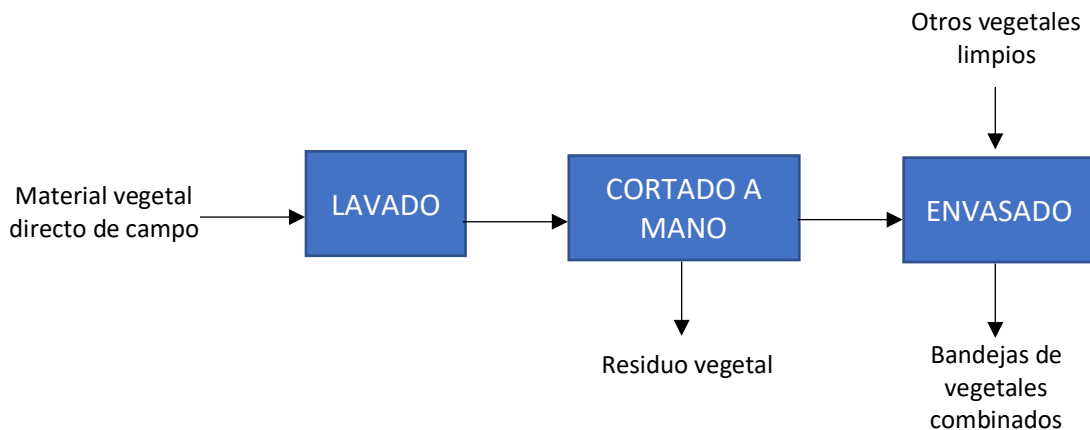 Otros vegetales
limpios
Material vegetal
directo de campo
LAVADO
CORTADO A
MANO
ENVASADO
Residuo vegetal
Bandejas de
vegetales
combinados